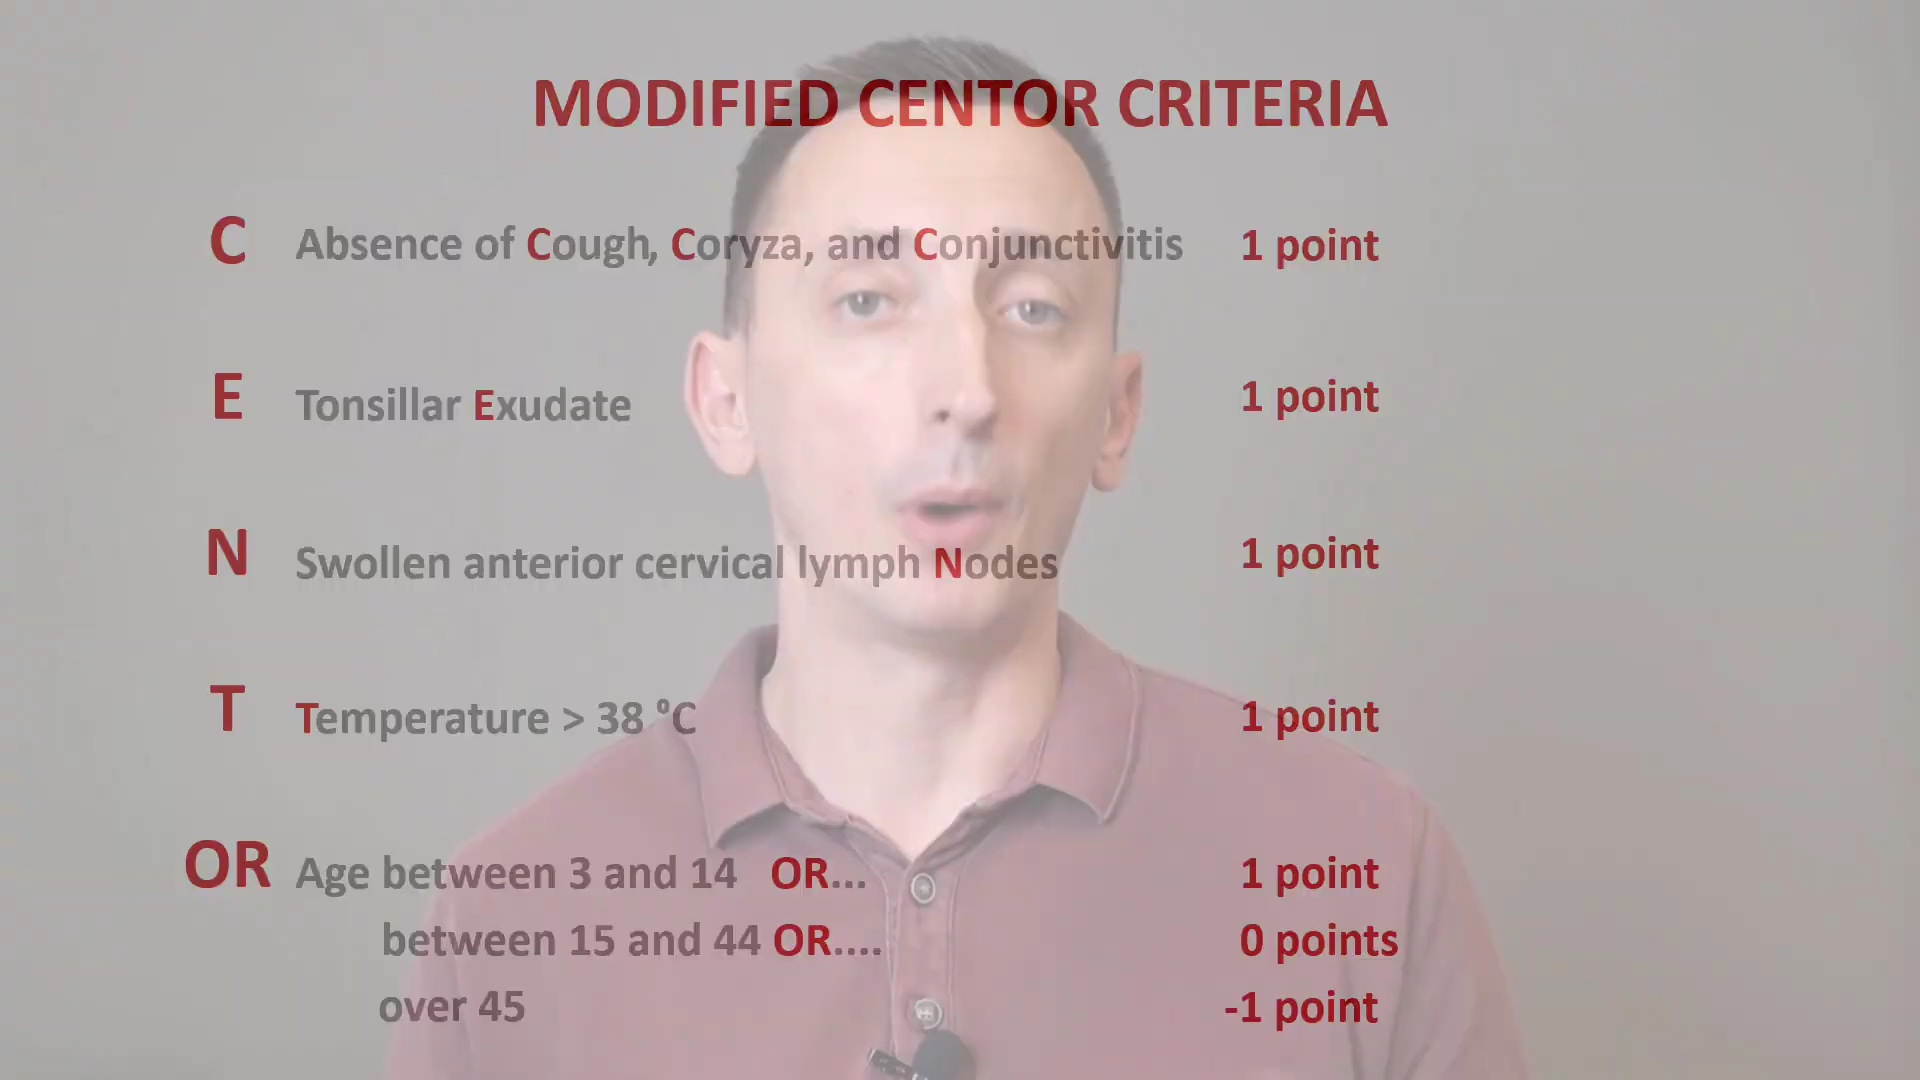 MODIFIED CENTOR CRITERIA
C Absence of Cough, Coryza, and Conjunctivitis 1 point
E Tonsillar Exudate 1 point
N Swollen anterior cervical lymph Nodes 1 point
T Temperature > 38 °C 1 point
OR Age between 3 and 14 OR... 1 point
between 15 and 44 OR.... 0 points
over 45 -1 point